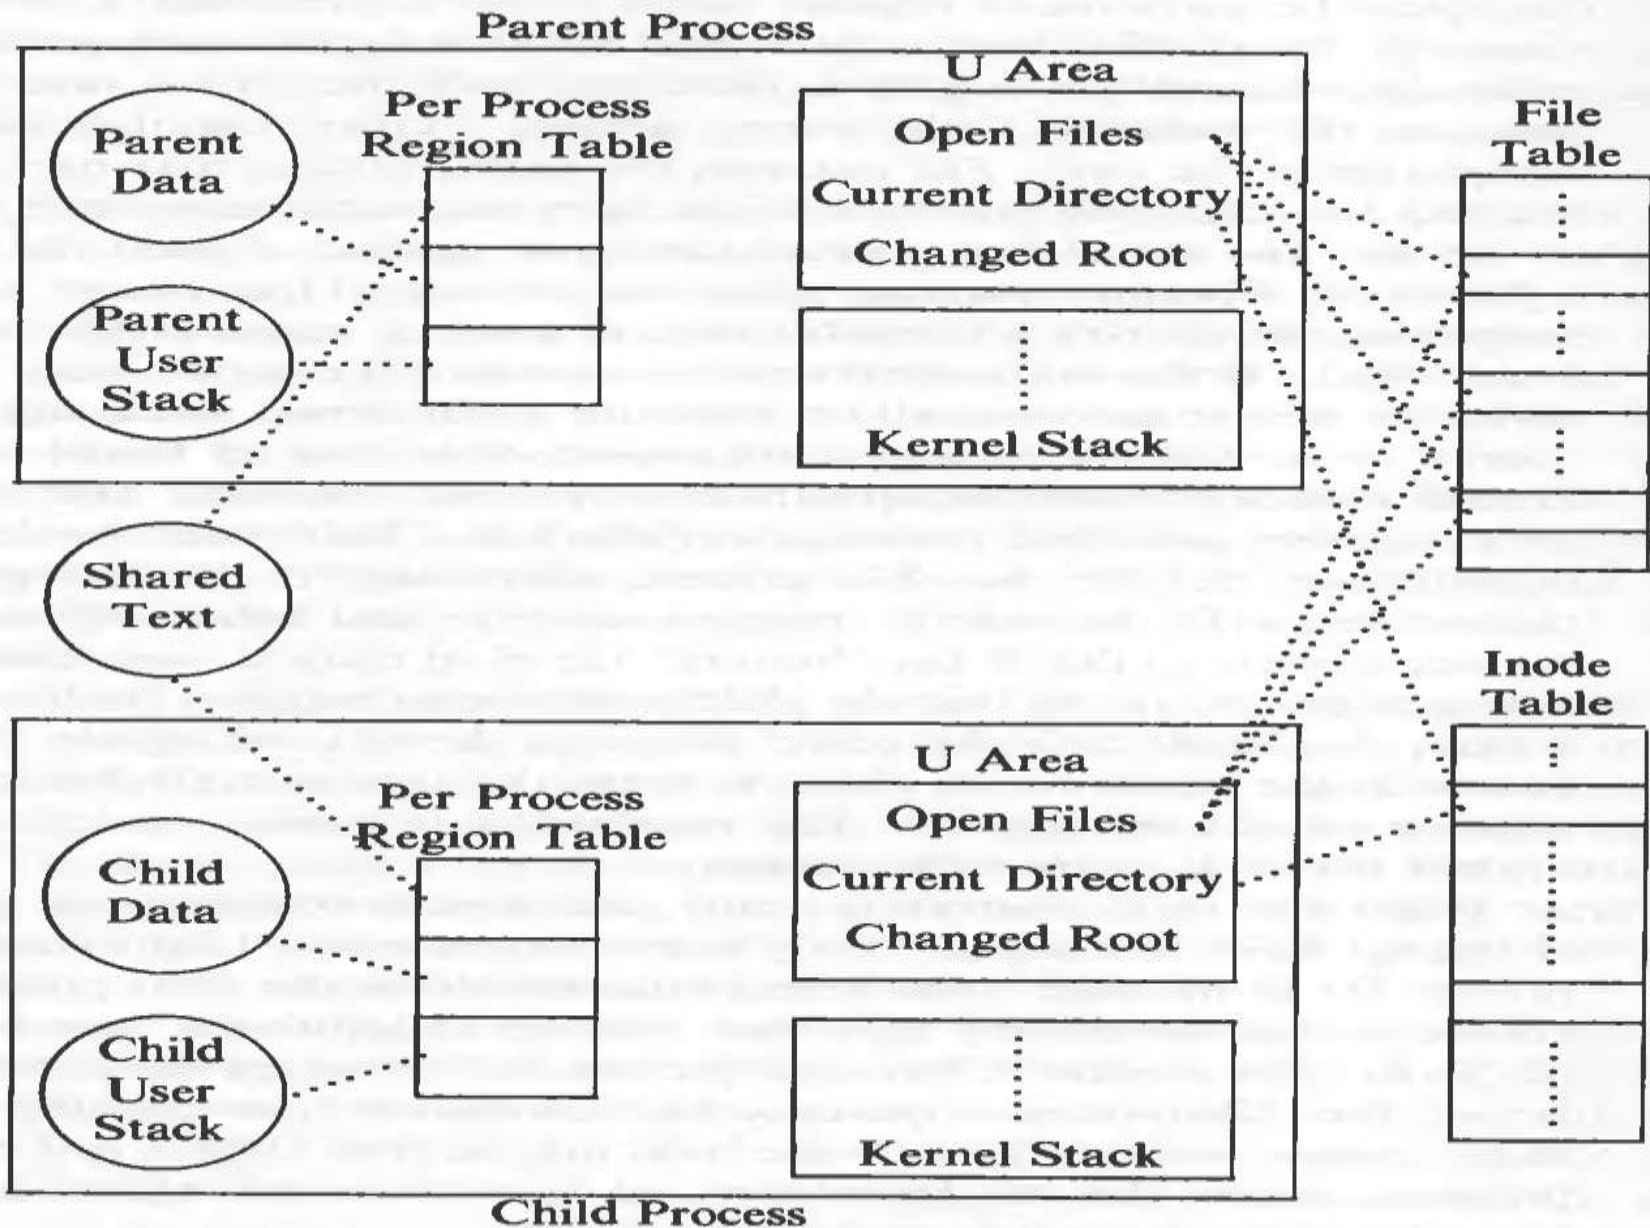 Parent Process
U Area
Per Process
Region Table
Parent
Data
Open Files
Current Directory
Changed Root
File
Table
Parent
User
Stack
Kernel Stack
Shared
Text
Inode
Table
U Area
Per Process
Region Table
Open Files
Current Directory
Changed Root
Child
Data
Child
User
Stack
Kernel Stack
Child Process